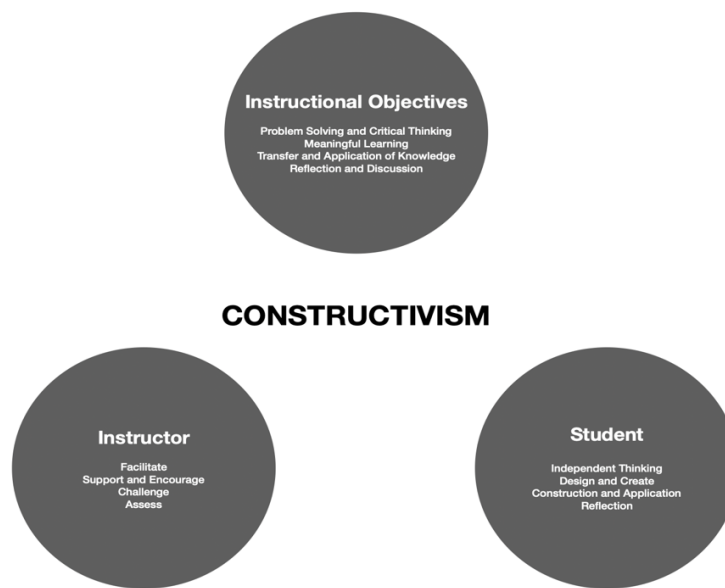 Instructional Objectives
Problem Solving and Critical Thinking
Meaningful Learning
Transfer and Application of Knowledge
Reflection and Discussion
CONSTRUCTIVISM
Instructor
Facilitate
Support and Encourage
Challenge
Assess
Student
Independent Thinking
Design and Create
Construction and Application
Reflection